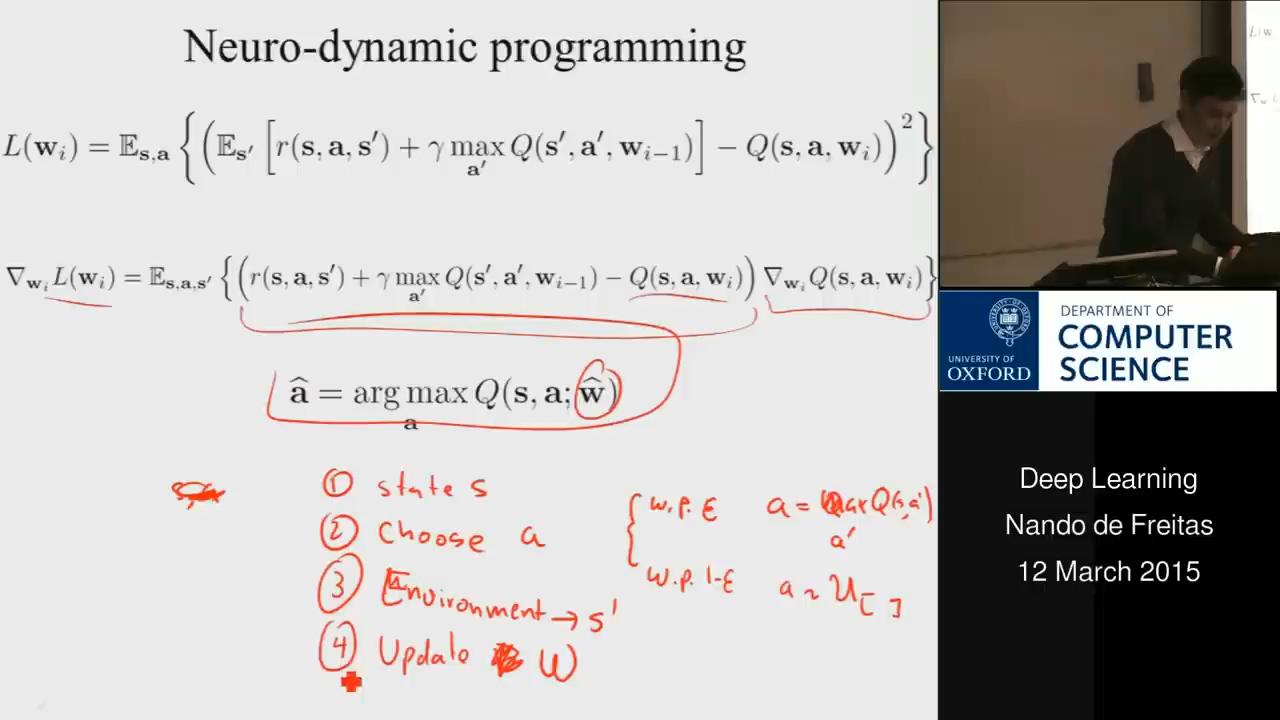 Neuro-dynamic programming
L(w_i) = 𝔼_{s,a} { ( 𝔼_{s'} [ r(s, a, s') + γ max_{a'} Q(s', a', w_{i−1}) ] − Q(s, a, w_i) )² }
∇_{w_i} L(w_i) = 𝔼_{s,a,s'} { ( r(s, a, s') + γ max_{a'} Q(s', a', w_{i−1}) − Q(s, a, w_i) ) ∇_{w_i} Q(s, a, w_i) }
â = arg max_a Q(s, a; ŵ)
① state s
② Choose a
③ Environment → s'
④ Update W
w.p. ε a = max Q(s,a')
a'
w.p. 1-ε a ~ U[ ]
UNIVERSITY OF
OXFORD
DEPARTMENT OF
COMPUTER
SCIENCE
Deep Learning
Nando de Freitas
12 March 2015